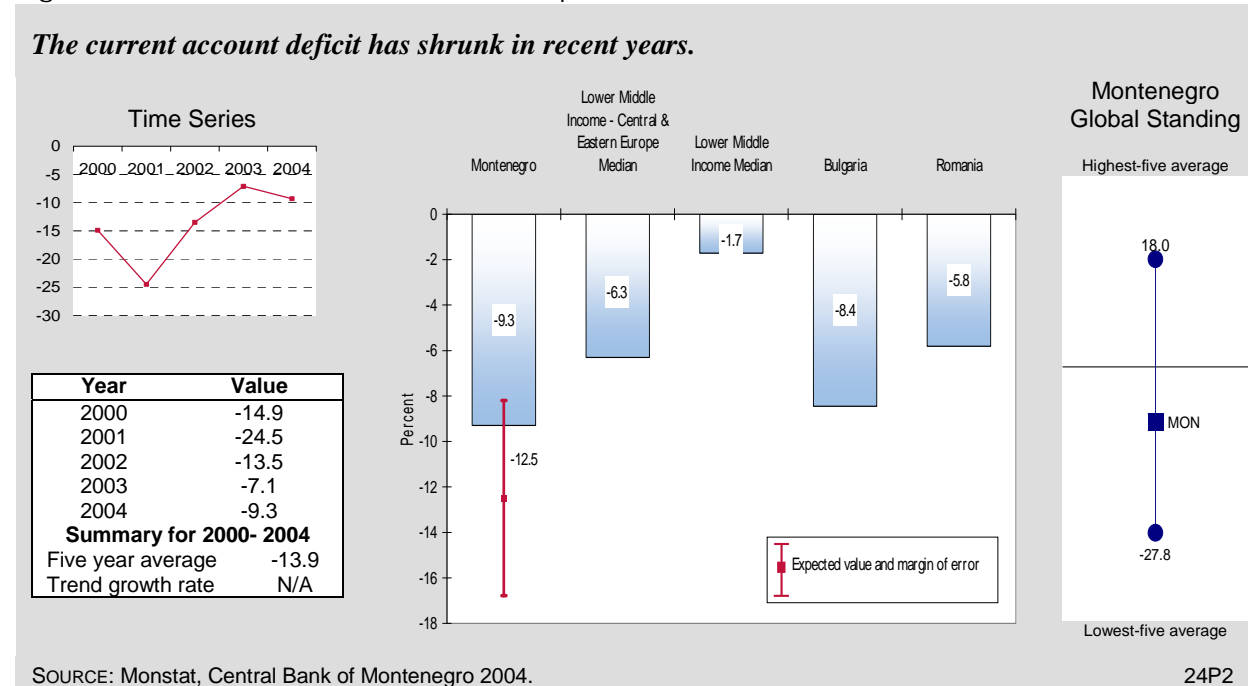 The current account deficit has shrunk in recent years.
Time Series
0
-5
-10
-15
-20
-25
-30
2000 2001 2002 2003 2004
Year Value
2000 -14.9
2001 -24.5
2002 -13.5
2003 -7.1
2004 -9.3
Summary for 2000- 2004
Five year average -13.9
Trend growth rate N/A
Montenegro
Lower Middle
Income - Central &
Eastern Europe
Median
Lower Middle
Income Median
Bulgaria
Romania
Percent
0
-2
-4
-6
-8
-10
-12
-14
-16
-18
-9.3
-12.5
-6.3
-1.7
-8.4
-5.8
Expected value and margin of error
Montenegro
Global Standing
Highest-five average
18.0
MON
-27.8
Lowest-five average
SOURCE: Monstat, Central Bank of Montenegro 2004.
24P2